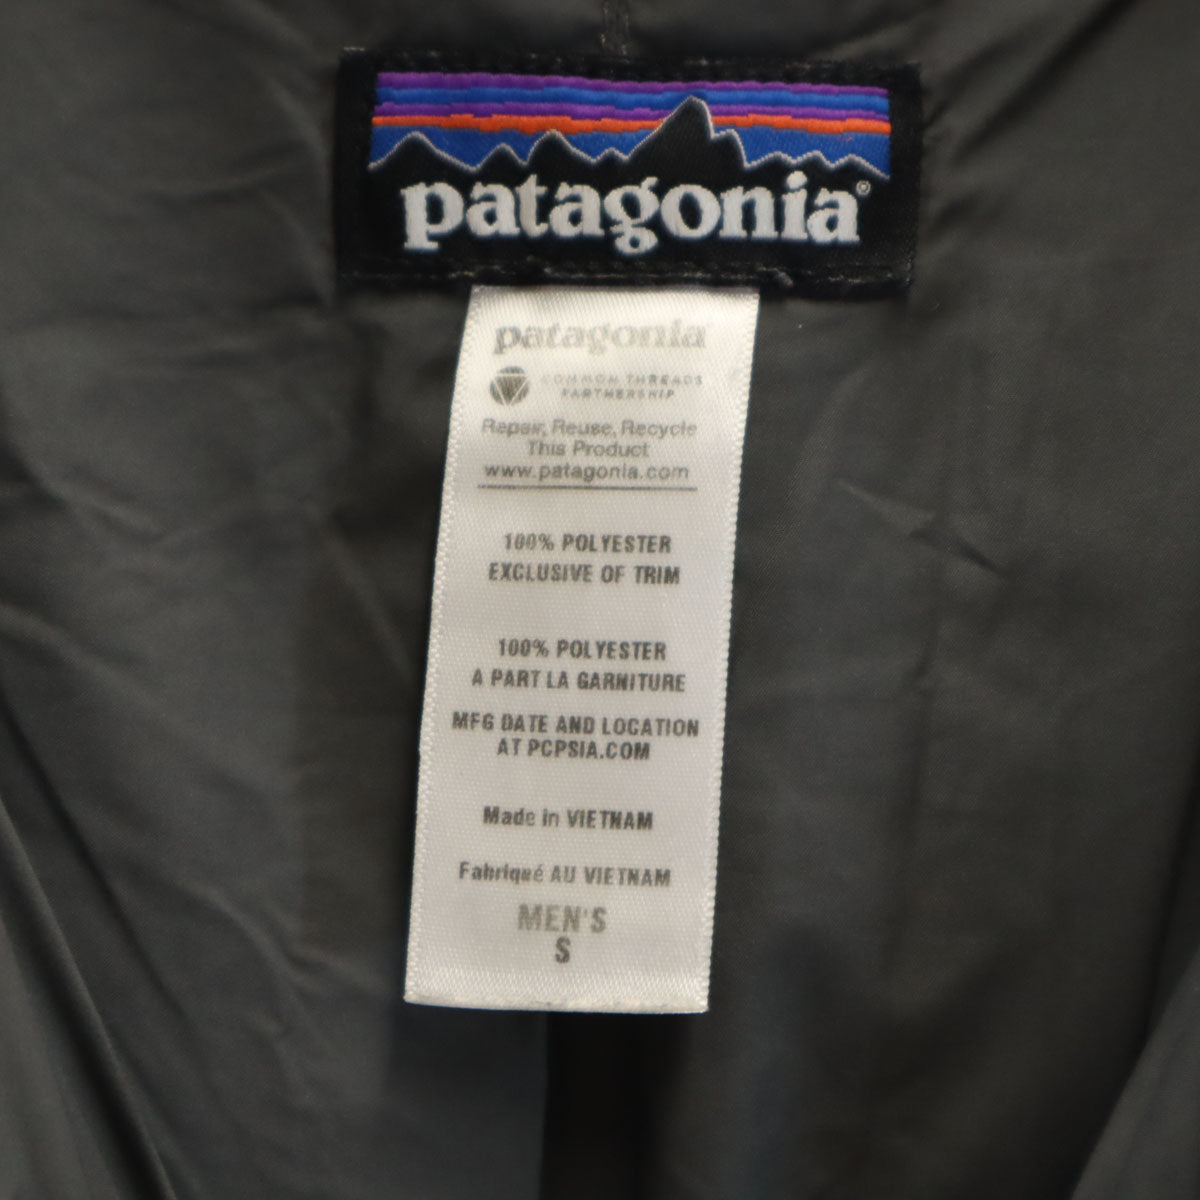 patagonia®
patagonia
COMMON THREADS
PARTNERSHIP
Repair, Reuse, Recycle
This Product
www.patagonia.com
100% POLYESTER
EXCLUSIVE OF TRIM
100% POLYESTER
A PART LA GARNITURE
MFG DATE AND LOCATION
AT PCPSIA.COM
Made in VIETNAM
Fabriqué AU VIETNAM
MEN'S
S